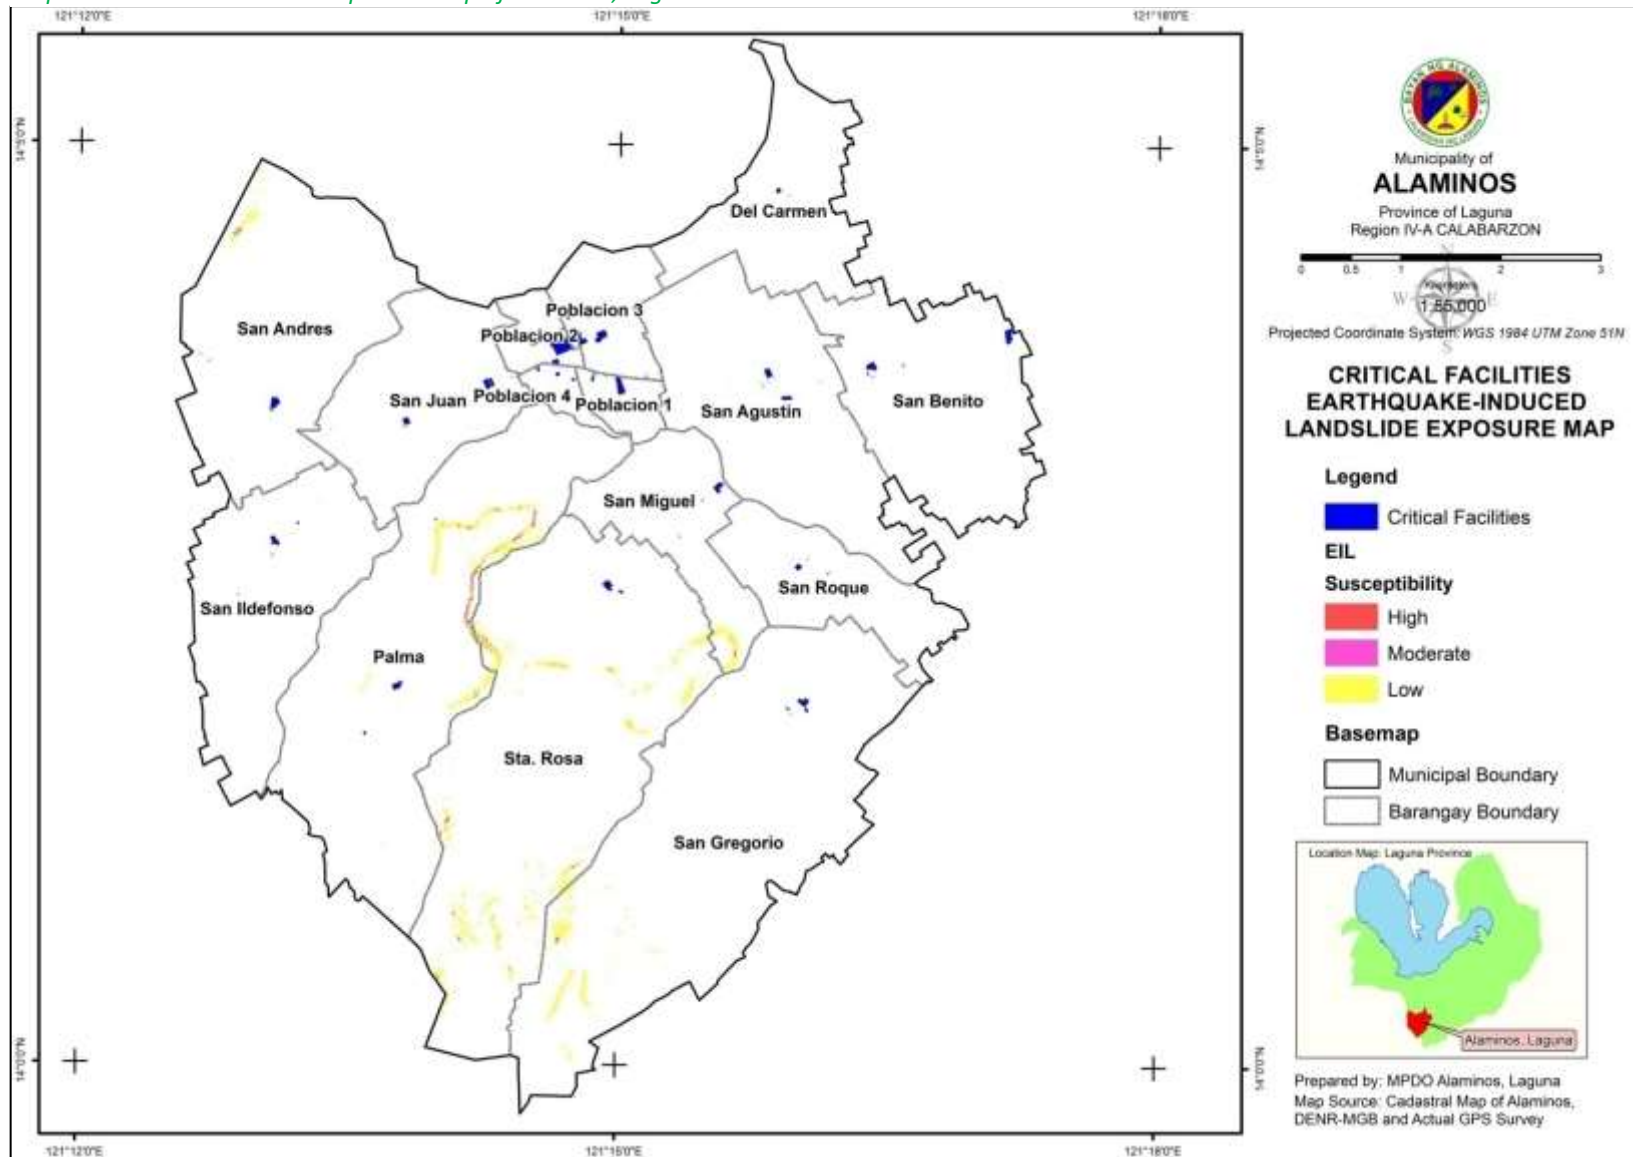 121°12'0"E
121°15'0"E
121°18'0"E
14°5'0"N
14°5'0"N
Del Carmen
Poblacion 3
San Andres
Poblacion 2
San Juan
Poblacion 4
Poblacion 1
San Agustin
San Benito
San Miguel
San Roque
San Ildefonso
Palma
Sta. Rosa
San Gregorio
14°0'0"N
14°0'0"N
121°12'0"E
121°15'0"E
121°18'0"E
BAYAN NG ALAMINOS
Municipality of
ALAMINOS
Province of Laguna
Region IV-A CALABARZON
N
0 0.5 1 2 3
Kilometers
W E
1:55,000
Projected Coordinate System: WGS 1984 UTM Zone 51N
S
CRITICAL FACILITIES
EARTHQUAKE-INDUCED
LANDSLIDE EXPOSURE MAP
Legend
Critical Facilities
EIL
Susceptibility
High
Moderate
Low
Basemap
Municipal Boundary
Barangay Boundary
Location Map: Laguna Province
Alaminos, Laguna
Prepared by: MPDO Alaminos, Laguna
Map Source: Cadastral Map of Alaminos,
DENR-MGB and Actual GPS Survey